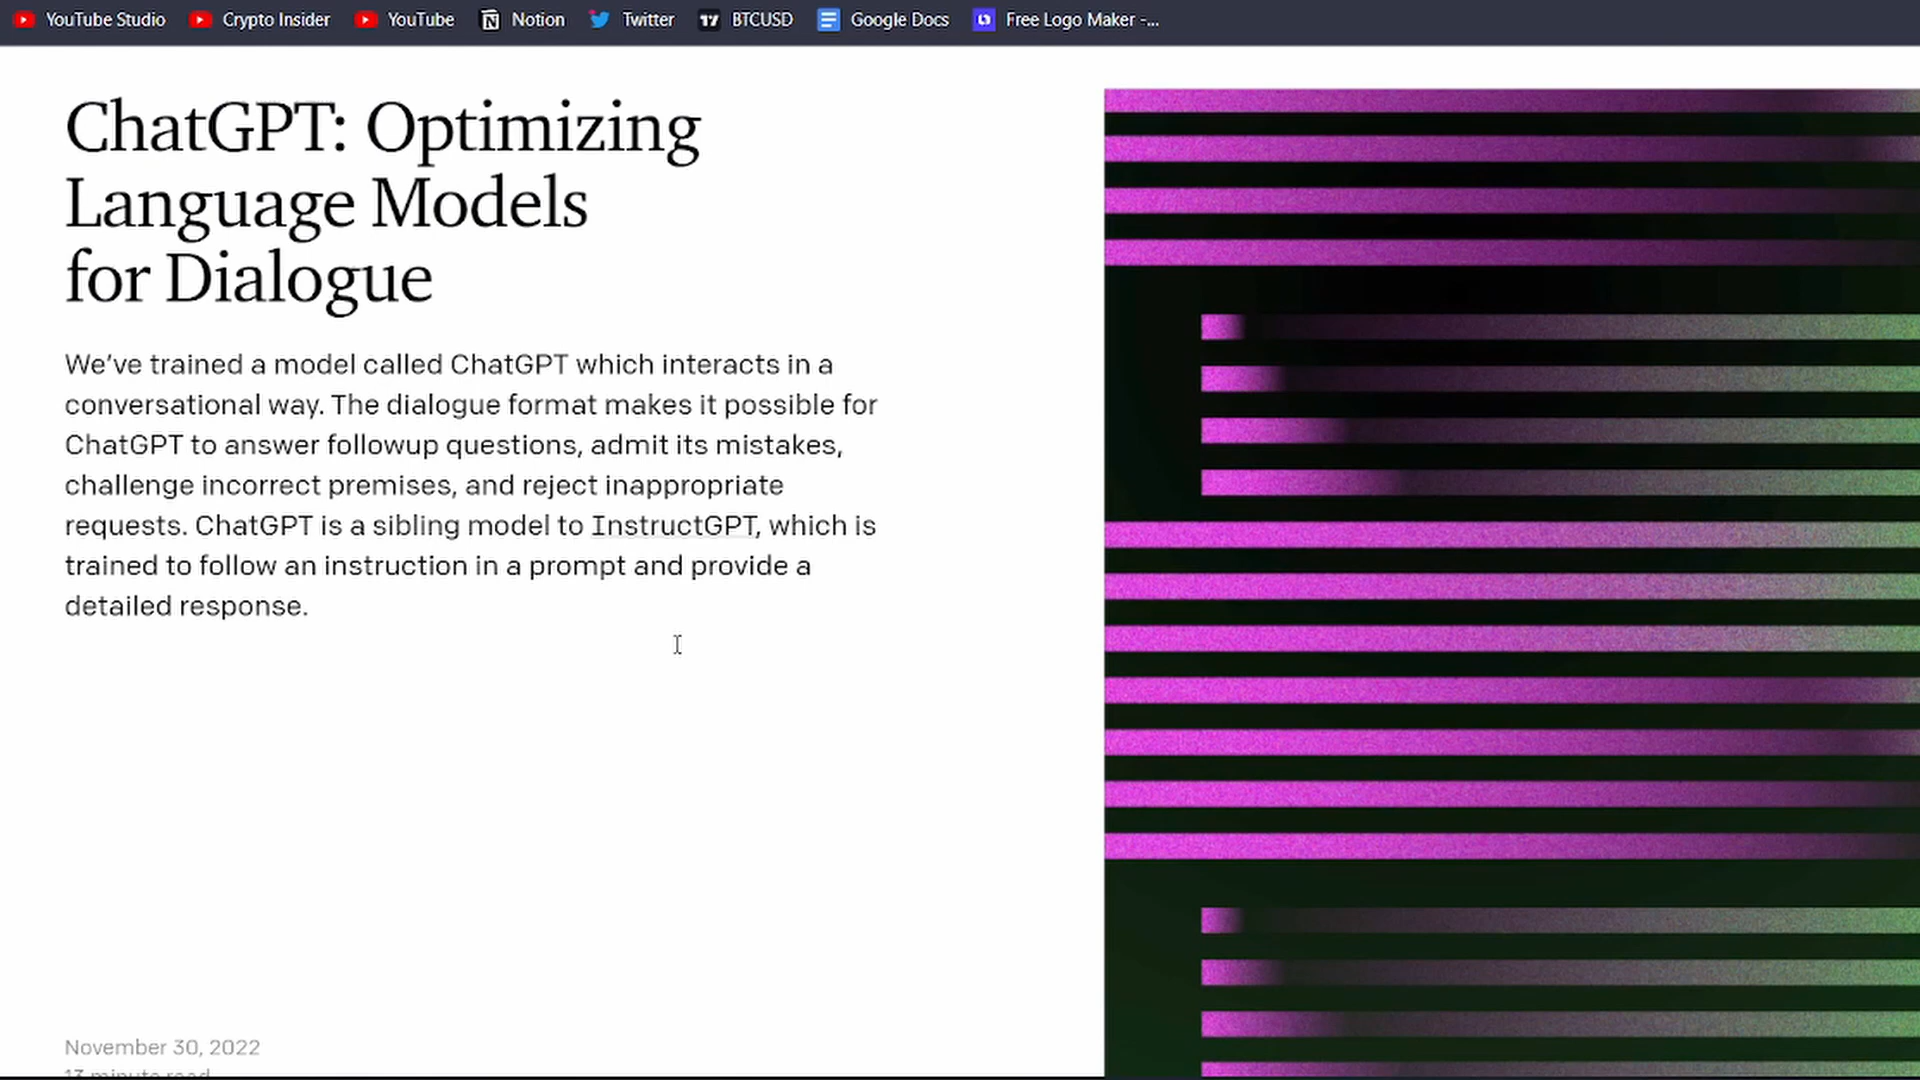 YouTube Studio Crypto Insider YouTube Notion Twitter BTCUSD Google Docs Free Logo Maker -...
ChatGPT: Optimizing
Language Models
for Dialogue
We’ve trained a model called ChatGPT which interacts in a
conversational way. The dialogue format makes it possible for
ChatGPT to answer followup questions, admit its mistakes,
challenge incorrect premises, and reject inappropriate
requests. ChatGPT is a sibling model to InstructGPT, which is
trained to follow an instruction in a prompt and provide a
detailed response.
November 30, 2022
13 minute read